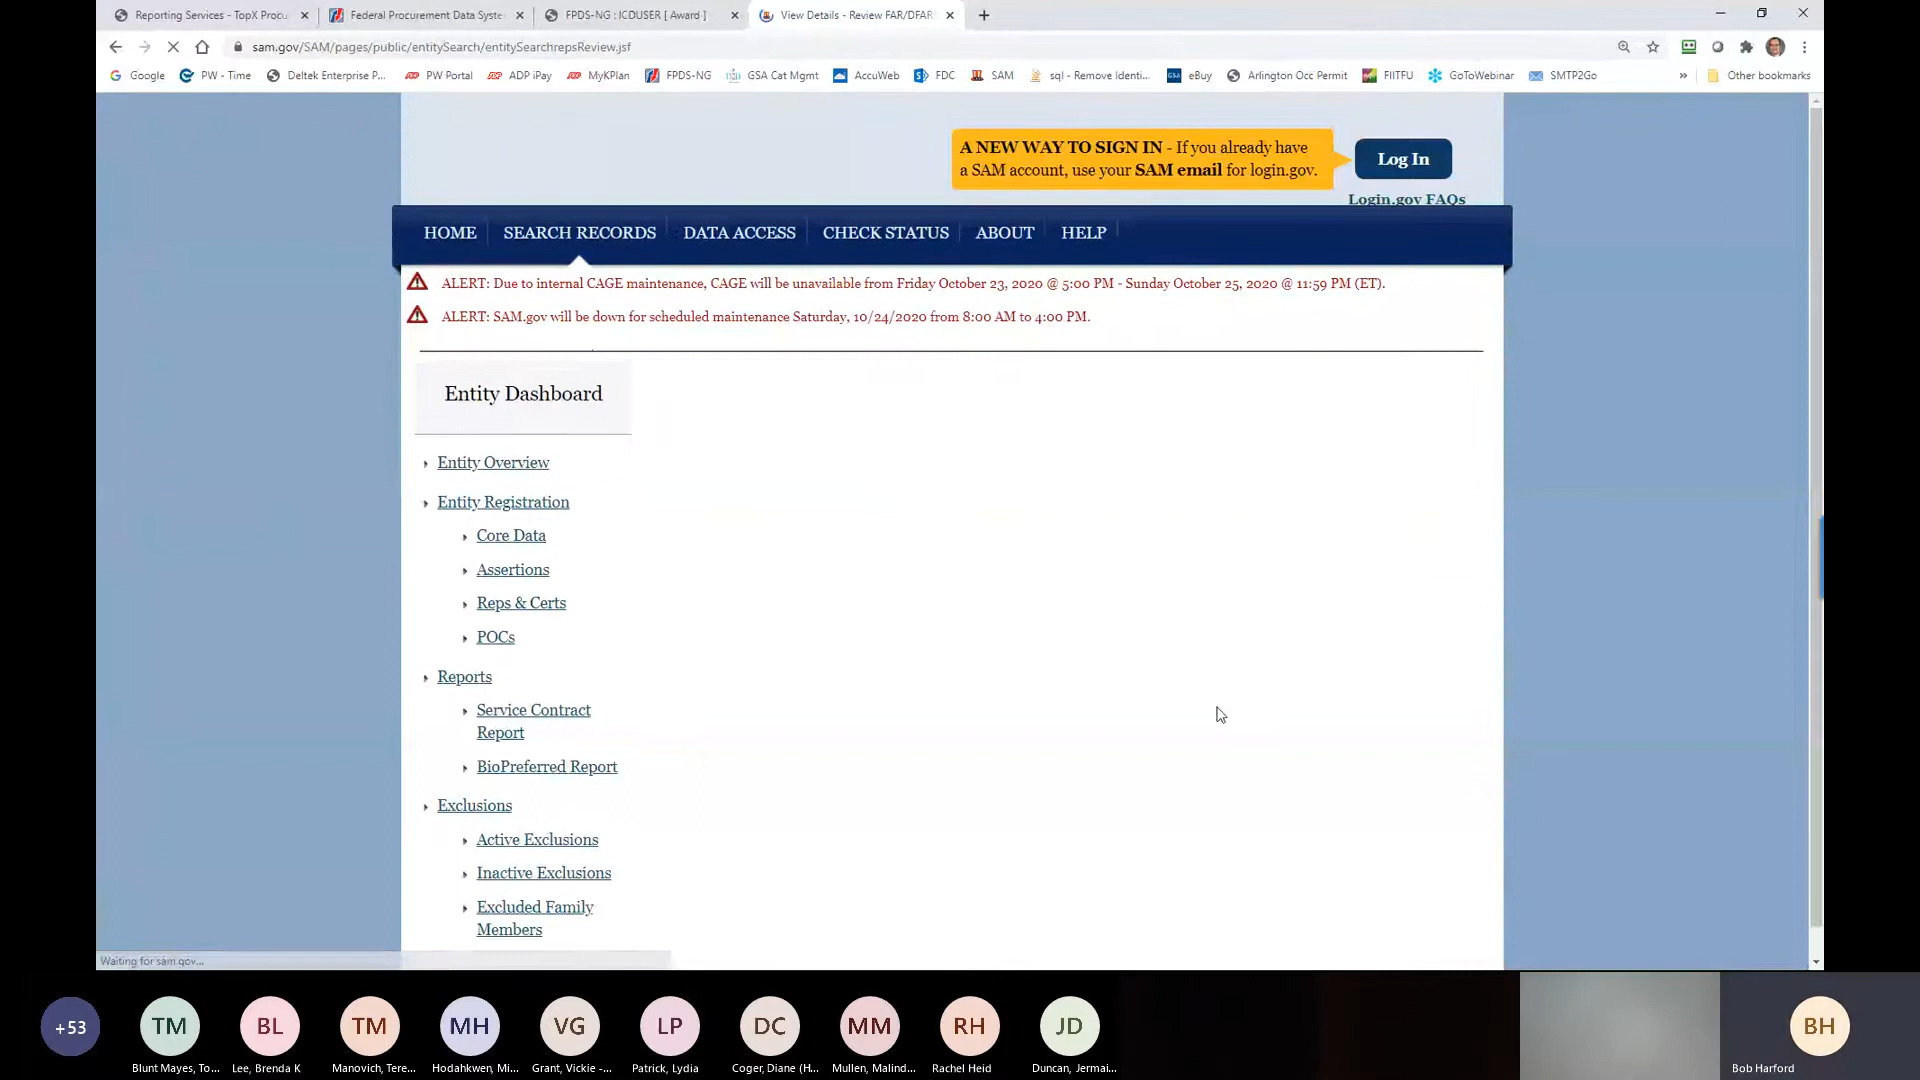 Reporting Services - TopX Procu
Federal Procurement Data Syste
FPDS-NG : JCDUSER [ Award ]
View Details - Review FAR/DFAR
sam.gov/SAM/pages/public/entitySearch/entitySearchrepsReview.jsf
Google
PW - Time
Deltek Enterprise P...
PW Portal
ADP iPay
MyKPlan
FPDS-NG
GSA Cat Mgmt
AccuWeb
FDC
SAM
sql - Remove Identi...
eBuy
Arlington Occ Permit
FIITFU
GoToWebinar
SMTP2Go
»
Other bookmarks
A NEW WAY TO SIGN IN - If you already have
a SAM account, use your SAM email for login.gov.
Log In
Login.gov FAQs
HOME
SEARCH RECORDS
DATA ACCESS
CHECK STATUS
ABOUT
HELP
ALERT: Due to internal CAGE maintenance, CAGE will be unavailable from Friday October 23, 2020 @ 5:00 PM - Sunday October 25, 2020 @ 11:59 PM (ET).
ALERT: SAM.gov will be down for scheduled maintenance Saturday, 10/24/2020 from 8:00 AM to 4:00 PM.
Entity Dashboard
Entity Overview
Entity Registration
Core Data
Assertions
Reps & Certs
POCs
Reports
Service Contract
Report
BioPreferred Report
Exclusions
Active Exclusions
Inactive Exclusions
Excluded Family
Members
Waiting for sam.gov...
+53
TM
BL
TM
MH
VG
LP
DC
MM
RH
JD
BH
Blunt Mayes, To...
Lee, Brenda K
Manovich, Tere...
Hodahkwen, Mi...
Grant, Vickie -...
Patrick, Lydia
Coger, Diane (H...
Mullen, Malind...
Rachel Heid
Duncan, Jermai...
Bob Harford